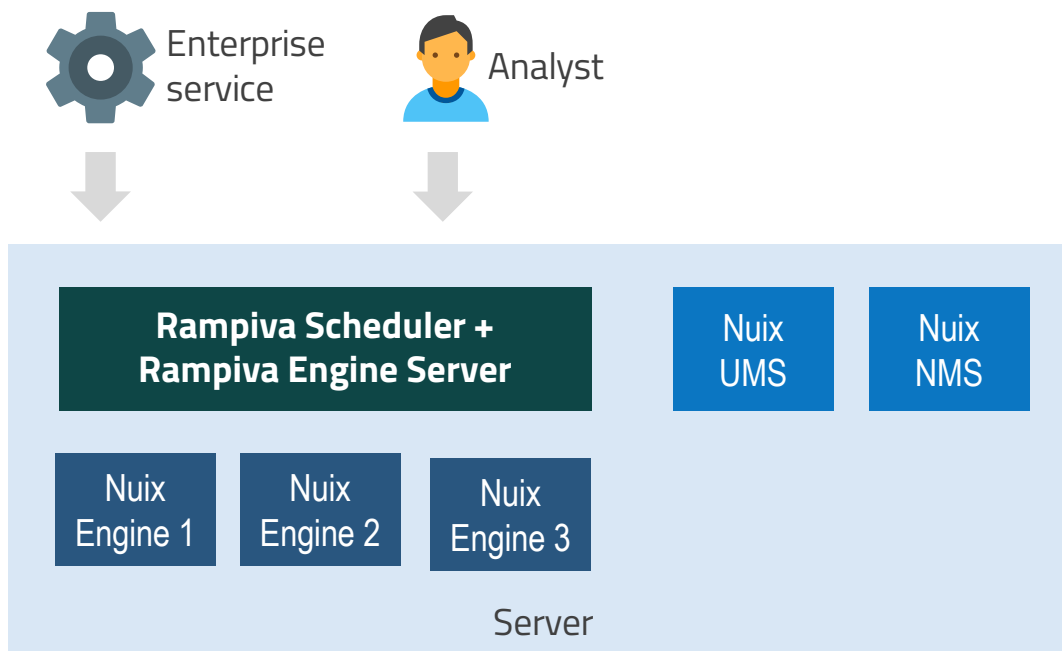 Enterprise
service
Analyst
Rampiva Scheduler +
Rampiva Engine Server
Nuix
UMS
Nuix
NMS
Nuix
Engine 1
Nuix
Engine 2
Nuix
Engine 3
Server